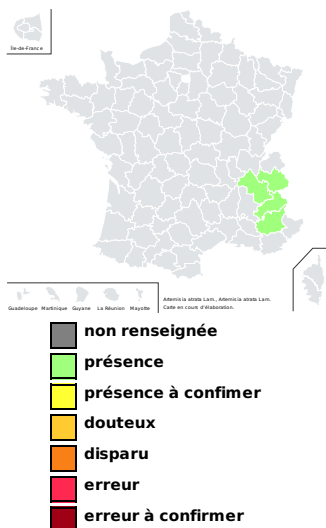 Île-de-France
Guadeloupe Martinique Guyane La Réunion Mayotte
Artemisia atrata Lam., Artemisia atrata Lam.
Carte en cours d'élaboration.
non renseignée
présence
présence à confimer
douteux
disparu
erreur
erreur à confirmer